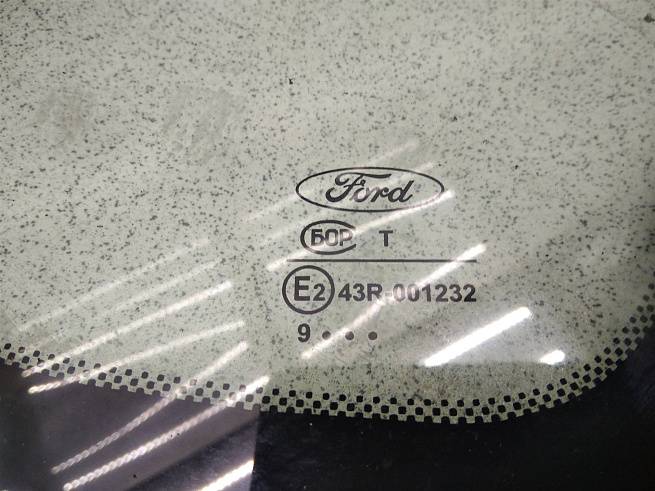 Ford
БОР Т
E2 43R-001232
9 • • •